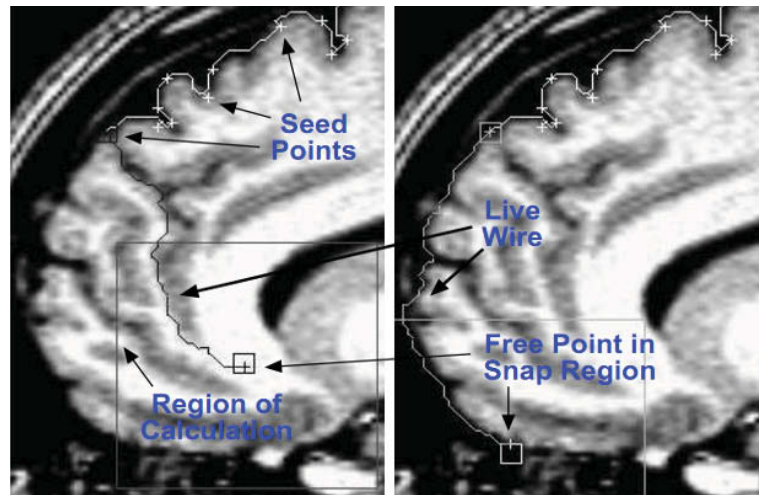 Seed
Points
Live
Wire
Free Point in
Snap Region
Region of
Calculation